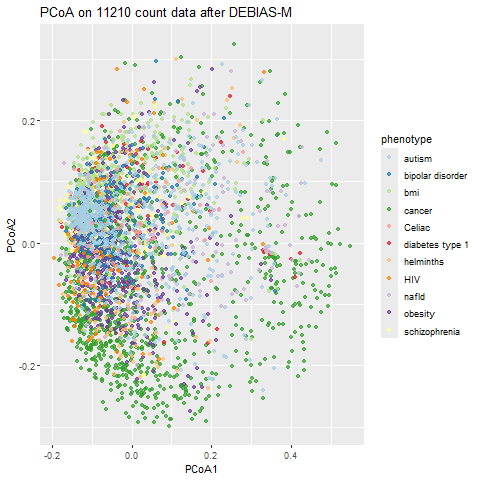 PCoA on 11210 count data after DEBIAS-M
PCoA2
0.2
0.0
-0.2
-0.2
0.0
0.2
0.4
PCoA1
phenotype
autism
bipolar disorder
bmi
cancer
Celiac
diabetes type 1
helminths
HIV
nafld
obesity
schizophrenia